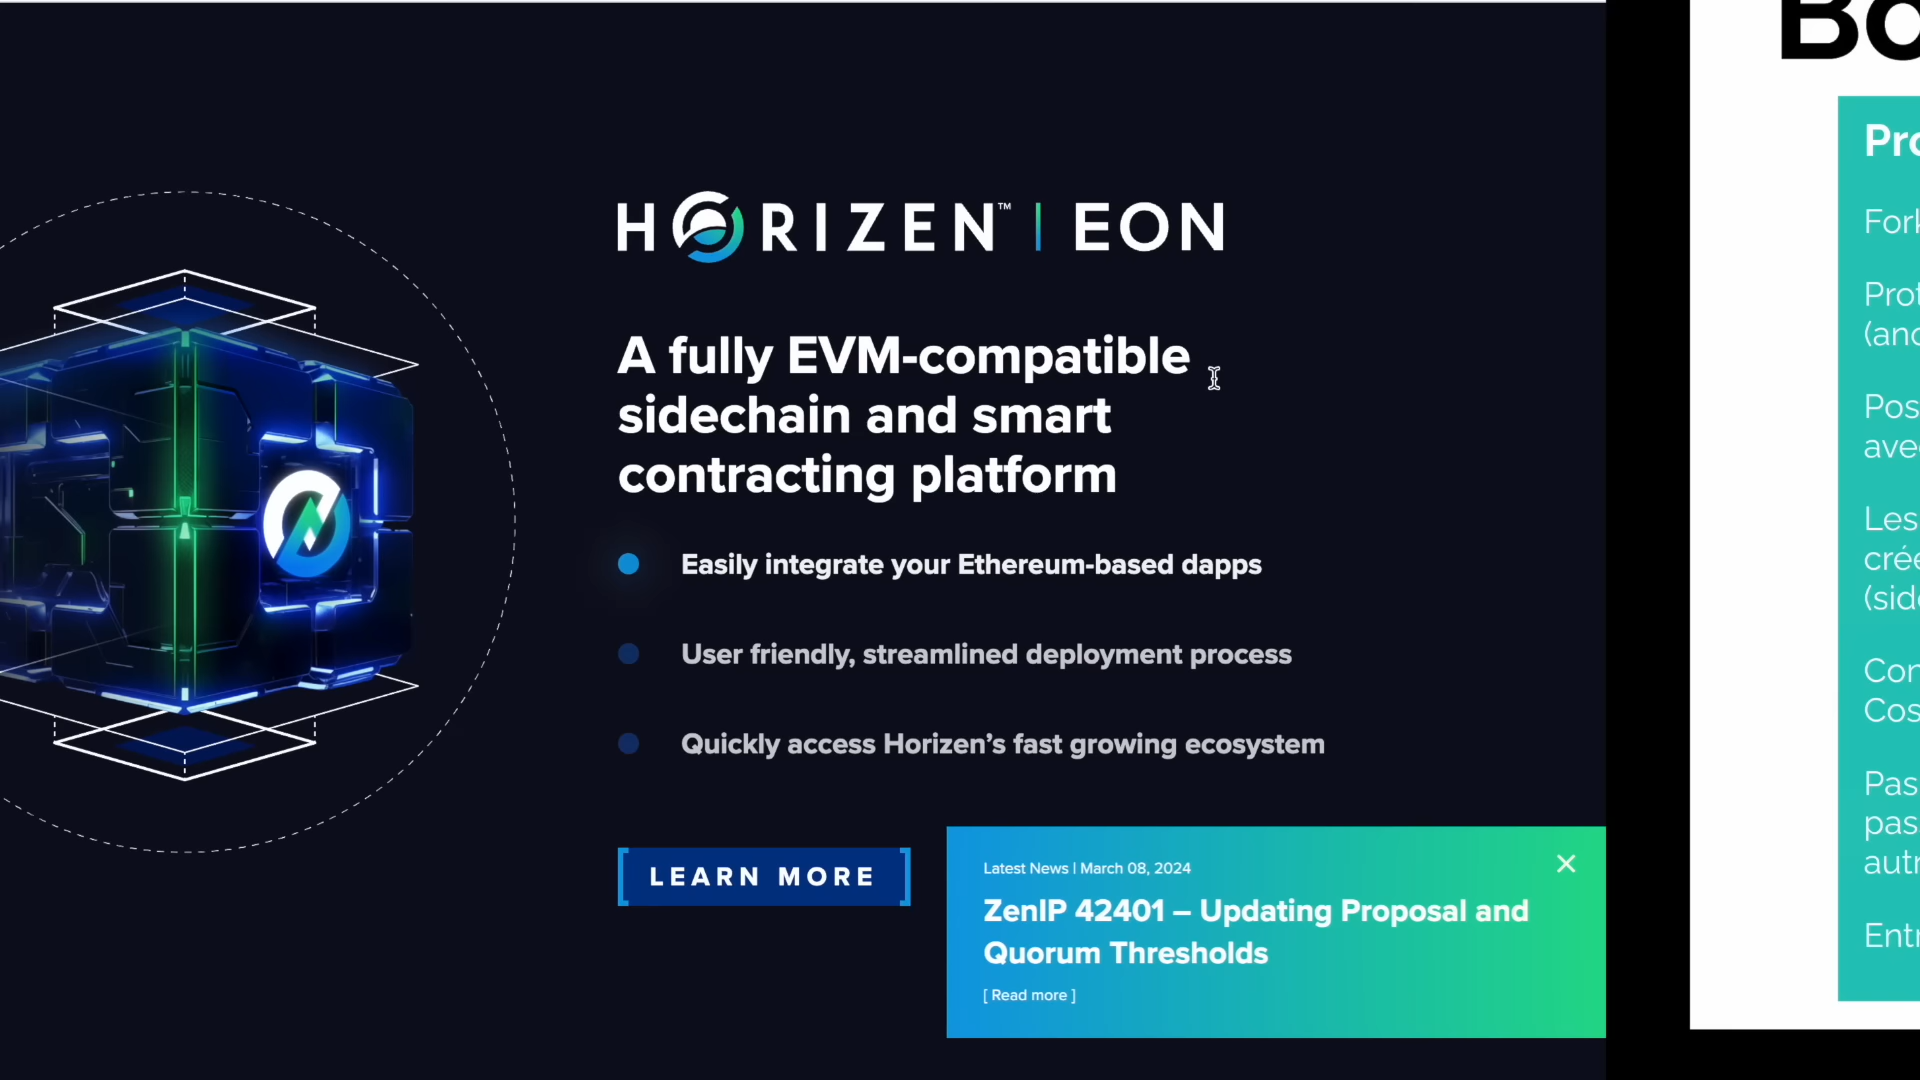 HORIZEN™ | EON
A fully EVM-compatible
sidechain and smart
contracting platform
Easily integrate your Ethereum-based dapps
User friendly, streamlined deployment process
Quickly access Horizen’s fast growing ecosystem
LEARN MORE
Latest News | March 08, 2024
ZenIP 42401 – Updating Proposal and
Quorum Thresholds
[ Read more ]
Les